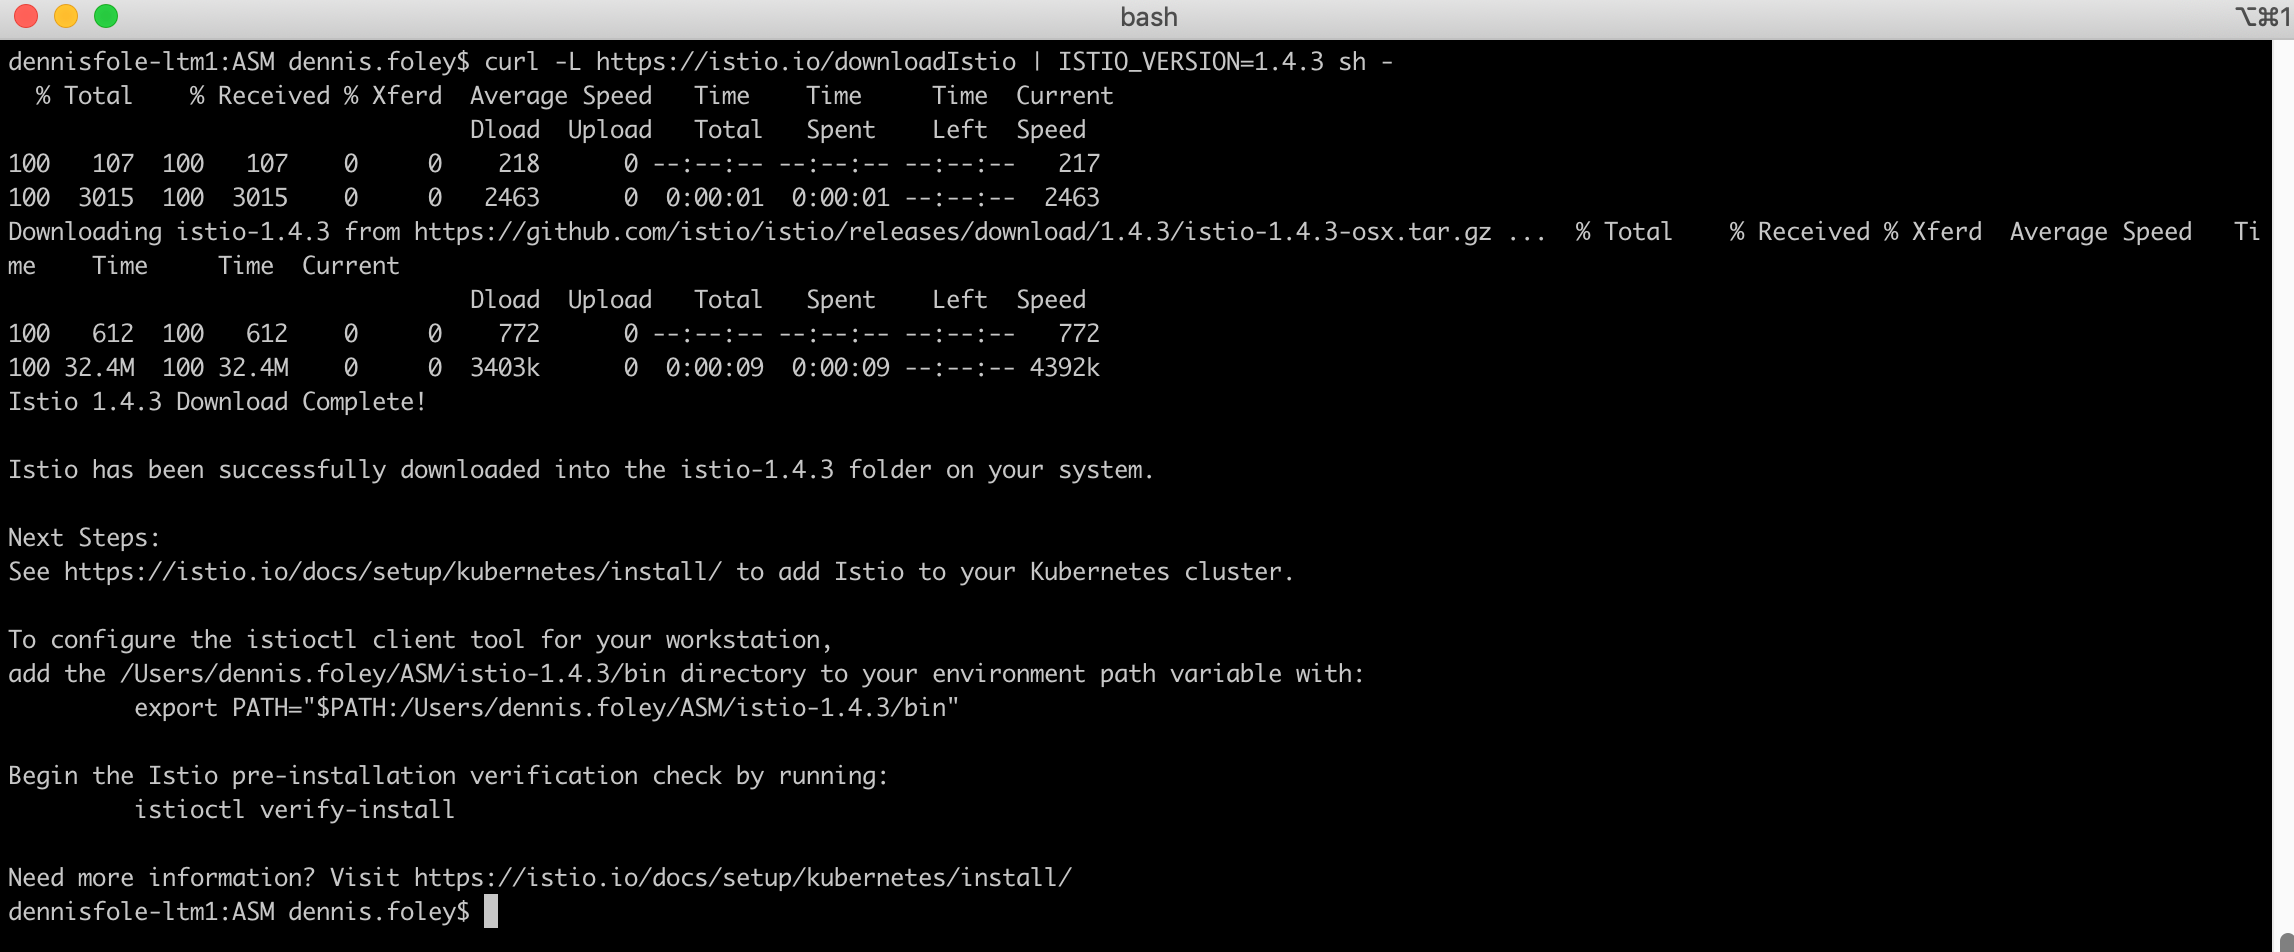 bash
⌥⌘1
dennisfole-ltm1:ASM dennis.foley$ curl -L https://istio.io/downloadIstio | ISTIO_VERSION=1.4.3 sh -
  % Total    % Received % Xferd  Average Speed   Time    Time     Time  Current
                                 Dload  Upload   Total   Spent    Left  Speed
100   107  100   107    0     0    218      0 --:--:-- --:--:-- --:--:--   217
100  3015  100  3015    0     0   2463      0  0:00:01  0:00:01 --:--:--  2463
Downloading istio-1.4.3 from https://github.com/istio/istio/releases/download/1.4.3/istio-1.4.3-osx.tar.gz ...  % Total    % Received % Xferd  Average Speed   Ti
me    Time     Time  Current
                                 Dload  Upload   Total   Spent    Left  Speed
100   612  100   612    0     0    772      0 --:--:-- --:--:-- --:--:--   772
100 32.4M  100 32.4M    0     0  3403k      0  0:00:09  0:00:09 --:--:-- 4392k
Istio 1.4.3 Download Complete!
Istio has been successfully downloaded into the istio-1.4.3 folder on your system.
Next Steps:
See https://istio.io/docs/setup/kubernetes/install/ to add Istio to your Kubernetes cluster.
To configure the istioctl client tool for your workstation,
add the /Users/dennis.foley/ASM/istio-1.4.3/bin directory to your environment path variable with:
         export PATH="$PATH:/Users/dennis.foley/ASM/istio-1.4.3/bin"
Begin the Istio pre-installation verification check by running:
         istioctl verify-install
Need more information? Visit https://istio.io/docs/setup/kubernetes/install/
dennisfole-ltm1:ASM dennis.foley$